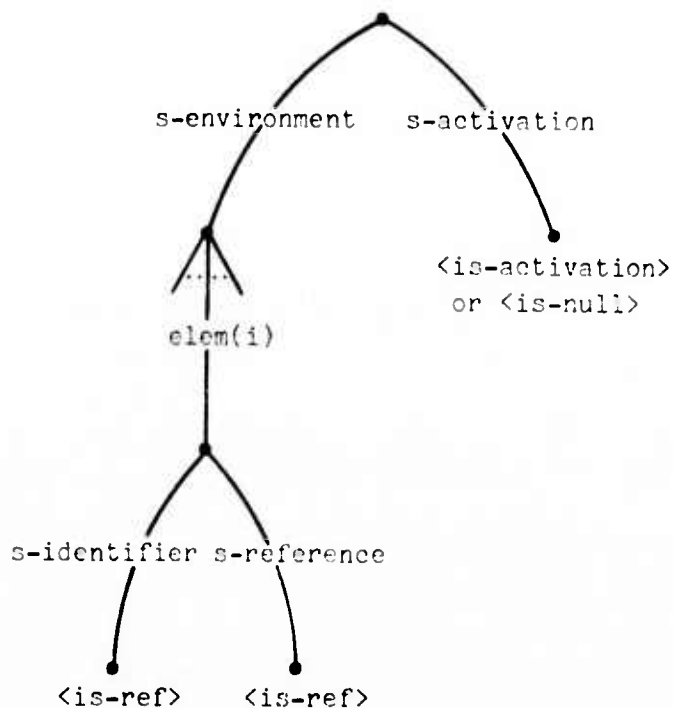 s-environment s-activation
<is-activation>
or <is-null>
elem(i)
s-identifier s-reference
<is-ref> <is-ref>